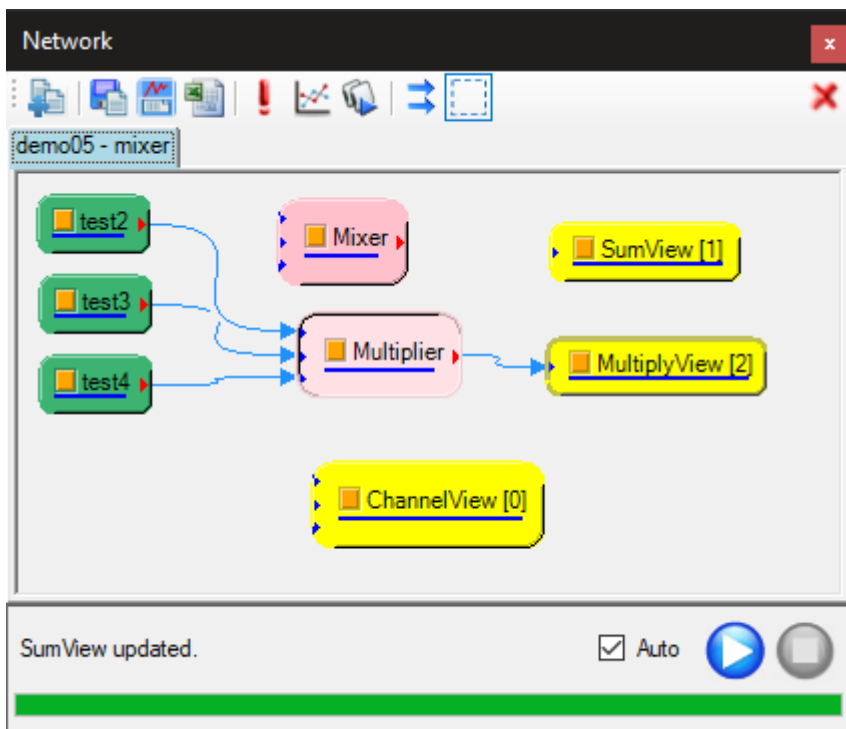 Network
demo05 - mixer
test2
Mixer
SumView [1]
test3
Multiplier
MultiplyView [2]
test4
ChannelView [0]
SumView updated.
Auto